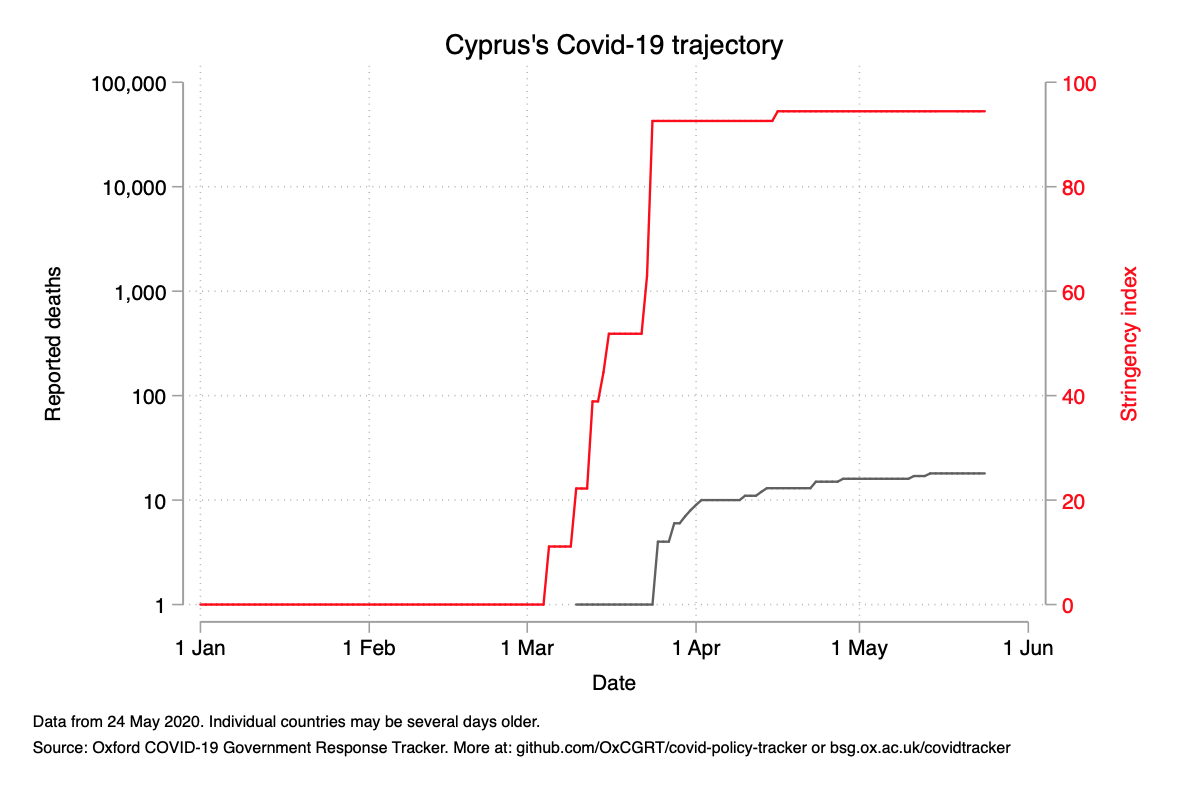 Cyprus's Covid-19 trajectory
100,000
10,000
1,000
100
10
1
Reported deaths
100
80
60
40
20
0
Stringency index
1 Jan
1 Feb
1 Mar
1 Apr
1 May
1 Jun
Date
Data from 24 May 2020. Individual countries may be several days older.
Source: Oxford COVID-19 Government Response Tracker. More at: github.com/OxCGRT/covid-policy-tracker or bsg.ox.ac.uk/covidtracker